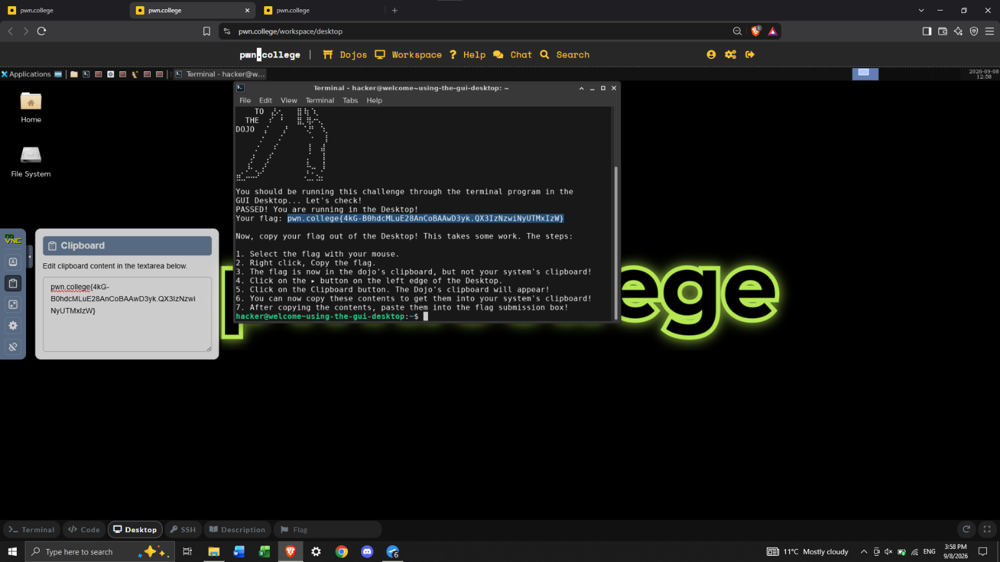 pwn.college
pwn.college
pwn.college
pwn.college/workspace/desktop
1
pwn.college | Dojos Workspace ? Help Chat Search
Applications
Terminal - hacker@w...
2026-09-08
12:58
Home
File System
Terminal - hacker@welcome~using-the-gui-desktop: ~
File Edit View Terminal Tabs Help
TO
THE
DOJO
You should be running this challenge through the terminal program in the
GUI Desktop... Let's check!
PASSED! You are running in the Desktop!
Your flag: pwn.college{4kG-B0hdcMLuE28AnCoBAAwD3yk.QX3IzNzwiNyUTMxIzW}
Now, copy your flag out of the Desktop! This takes some work. The steps:
1. Select the flag with your mouse.
2. Right click, Copy the flag.
3. The flag is now in the dojo's clipboard, but not your system's clipboard!
4. Click on the ▸ button on the left edge of the Desktop.
5. Click on the Clipboard button. The Dojo's clipboard will appear!
6. You can now copy these contents to get them into your system's clipboard!
7. After copying the contents, paste them into the flag submission box!
hacker@welcome~using-the-gui-desktop:~$
no
VNC
A
Clipboard
Edit clipboard content in the textarea below.
pwn.college{4kG-
B0hdcMLuE28AnCoBAAwD3yk.QX3IzNzwi
NyUTMxIzW}
p ege
Terminal Code Desktop SSH Description Flag
Type here to search
6
11°C Mostly cloudy
ENG
3:58 PM
9/8/2026